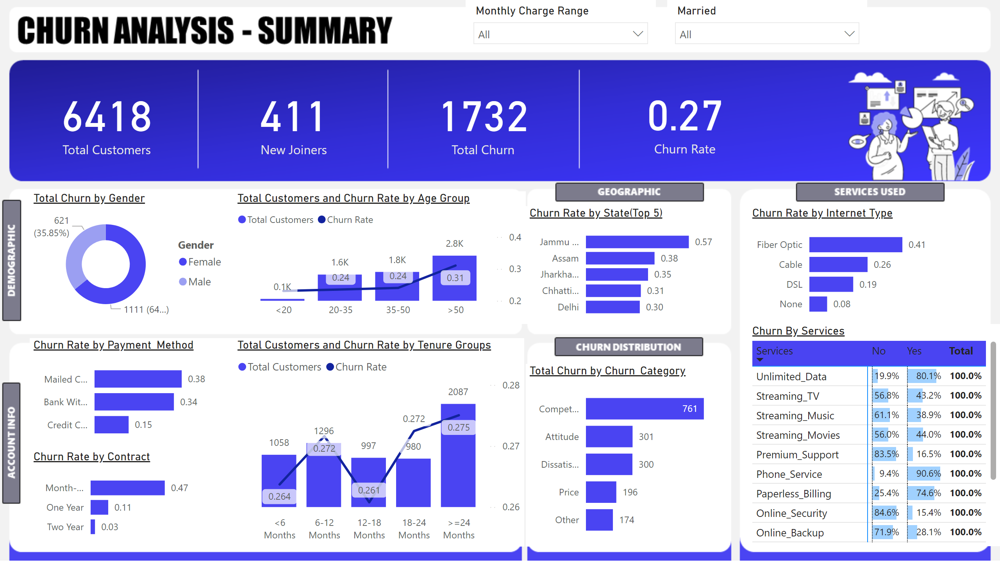 CHURN ANALYSIS - SUMMARY
Monthly Charge Range
All
Married
All
6418
Total Customers
411
New Joiners
1732
Total Churn
0.27
Churn Rate
DEMOGRAPHIC
Total Churn by Gender
621
(35.85%)
1111 (64...)
Gender
Female
Male
Total Customers and Churn Rate by Age Group
Total Customers Churn Rate
0.1K
1.6K
1.8K
2.8K
0.24
0.24
0.31
0.4
0.3
0.2
<20 20-35 35-50 >50
GEOGRAPHIC
Churn Rate by State(Top 5)
Jammu ... 0.57
Assam 0.38
Jharkha... 0.35
Chhatti... 0.31
Delhi 0.30
SERVICES USED
Churn Rate by Internet Type
Fiber Optic 0.41
Cable 0.26
DSL 0.19
None 0.08
ACCOUNT INFO
Churn Rate by Payment_Method
Mailed C... 0.38
Bank Wit... 0.34
Credit C... 0.15
Churn Rate by Contract
Month-... 0.47
One Year 0.11
Two Year 0.03
Total Customers and Churn Rate by Tenure Groups
Total Customers Churn Rate
1058
1296
997
980
2087
0.264
0.272
0.261
0.272
0.275
0.28
0.27
0.26
<6
Months
6-12
Months
12-18
Months
18-24
Months
>=24
Months
CHURN DISTRIBUTION
Total Churn by Churn_Category
Compet... 761
Attitude 301
Dissatis... 300
Price 196
Other 174
Churn By Services
Services No Yes Total
Unlimited_Data 19.9% 80.1% 100.0%
Streaming_TV 56.8% 43.2% 100.0%
Streaming_Music 61.1% 38.9% 100.0%
Streaming_Movies 56.0% 44.0% 100.0%
Premium_Support 83.5% 16.5% 100.0%
Phone_Service 9.4% 90.6% 100.0%
Paperless_Billing 25.4% 74.6% 100.0%
Online_Security 84.6% 15.4% 100.0%
Online_Backup 71.9% 28.1% 100.0%